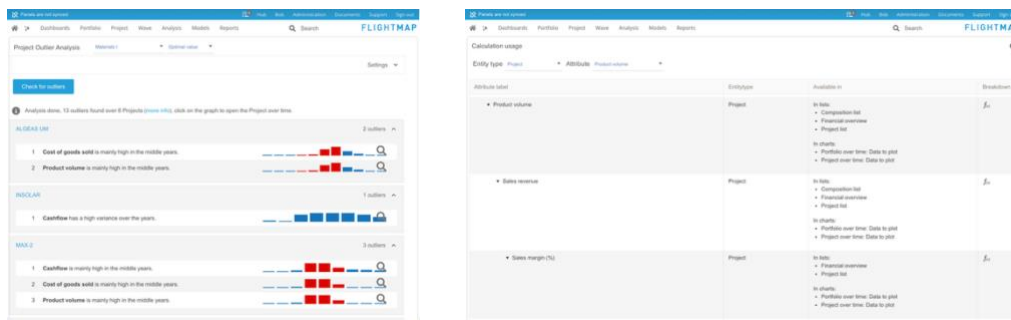 Panels are not synced
Hub Bob Administration Documents Support Sign out
Dashboards Portfolio Project Wave Analysis Models Reports
Search
FLIGHTMAP
Project Outlier Analysis
Materials I
Optimal value
Settings
Check for outliers
Analysis done, 13 outliers found over 6 Projects (more info), click on the graph to open the Project over time.
ALGEAS UM
2 outliers
1 Cost of goods sold is mainly high in the middle years.
2 Product volume is mainly high in the middle years.
INSOLAR
1 outliers
1 Cashflow has a high variance over the years.
MAX.2
3 outliers
1 Cashflow is mainly high in the middle years.
2 Cost of goods sold is mainly high in the middle years.
3 Product volume is mainly high in the middle years.
Panels are not synced
Hub Bob Administration Documents Support Sign
Dashboards Portfolio Project Wave Analysis Models Reports
Search
FLIGHTMA
Calculation usage
Entity type Project Attribute Product volume
Attribute label Entitytype Available in Breakdown
• Product volume Project In lists:
• Composition list
• Financial overview
• Project list
In charts:
• Portfolio over time: Data to plot
• Project over time: Data to plot
• Sales revenue Project In lists:
• Composition list
• Financial overview
• Project list
In charts:
• Portfolio over time: Data to plot
• Project over time: Data to plot
• Sales margin (%) Project In lists:
• Financial overview
• Project list
In charts:
• Portfolio over time: Data to plot
• Project over time: Data to plot